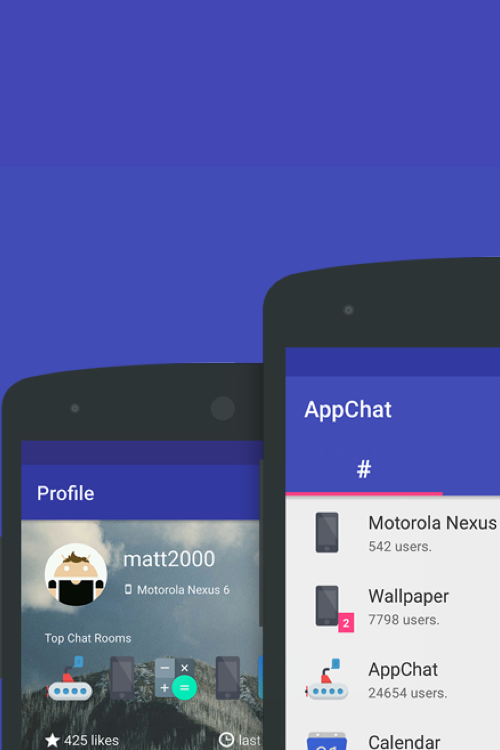 AppChat
#
Motorola Nexus
542 users.
Wallpaper
7798 users.
2
AppChat
24654 users.
Calendar
Profile
matt2000
Motorola Nexus 6
Top Chat Rooms
425 likes
last